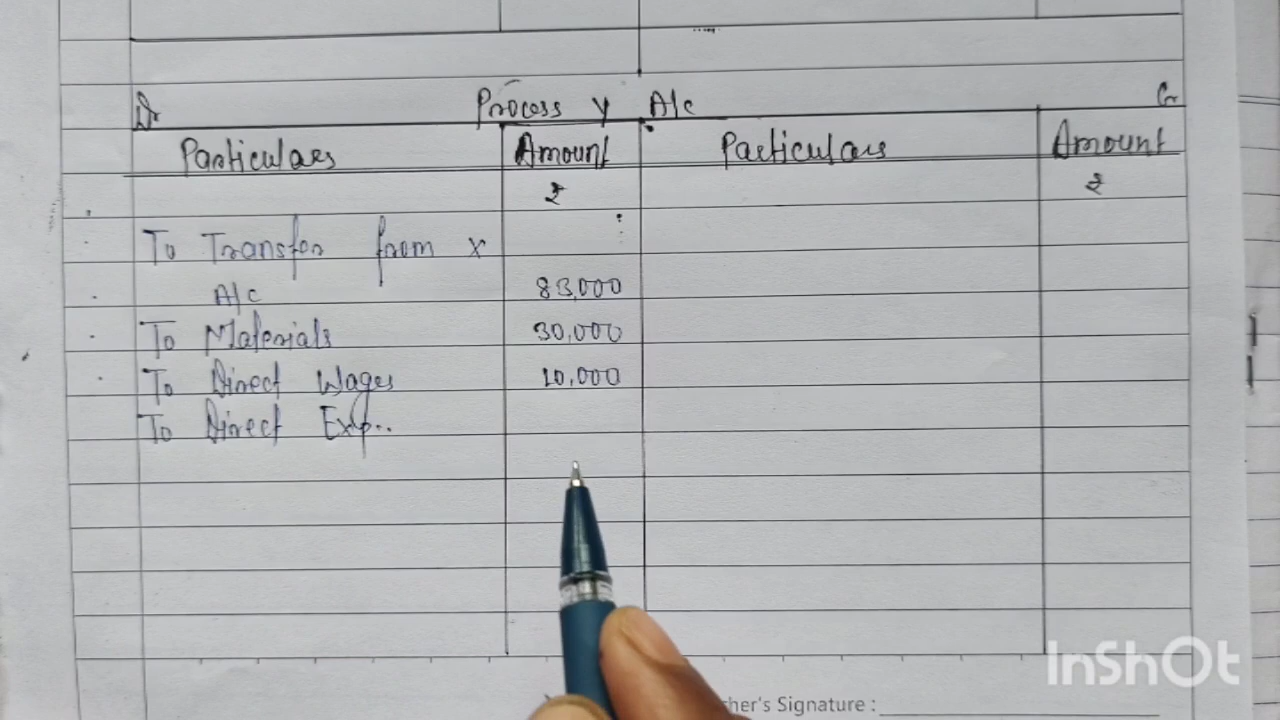 Dr Process Y A/c Cr
Particulars Amount Particulars Amount
₹ ₹
To Transfer from X
A/c 83,000
To Materials 30,000
To Direct Wages 10,000
To Direct Exp..
InShOt
her's Signature :